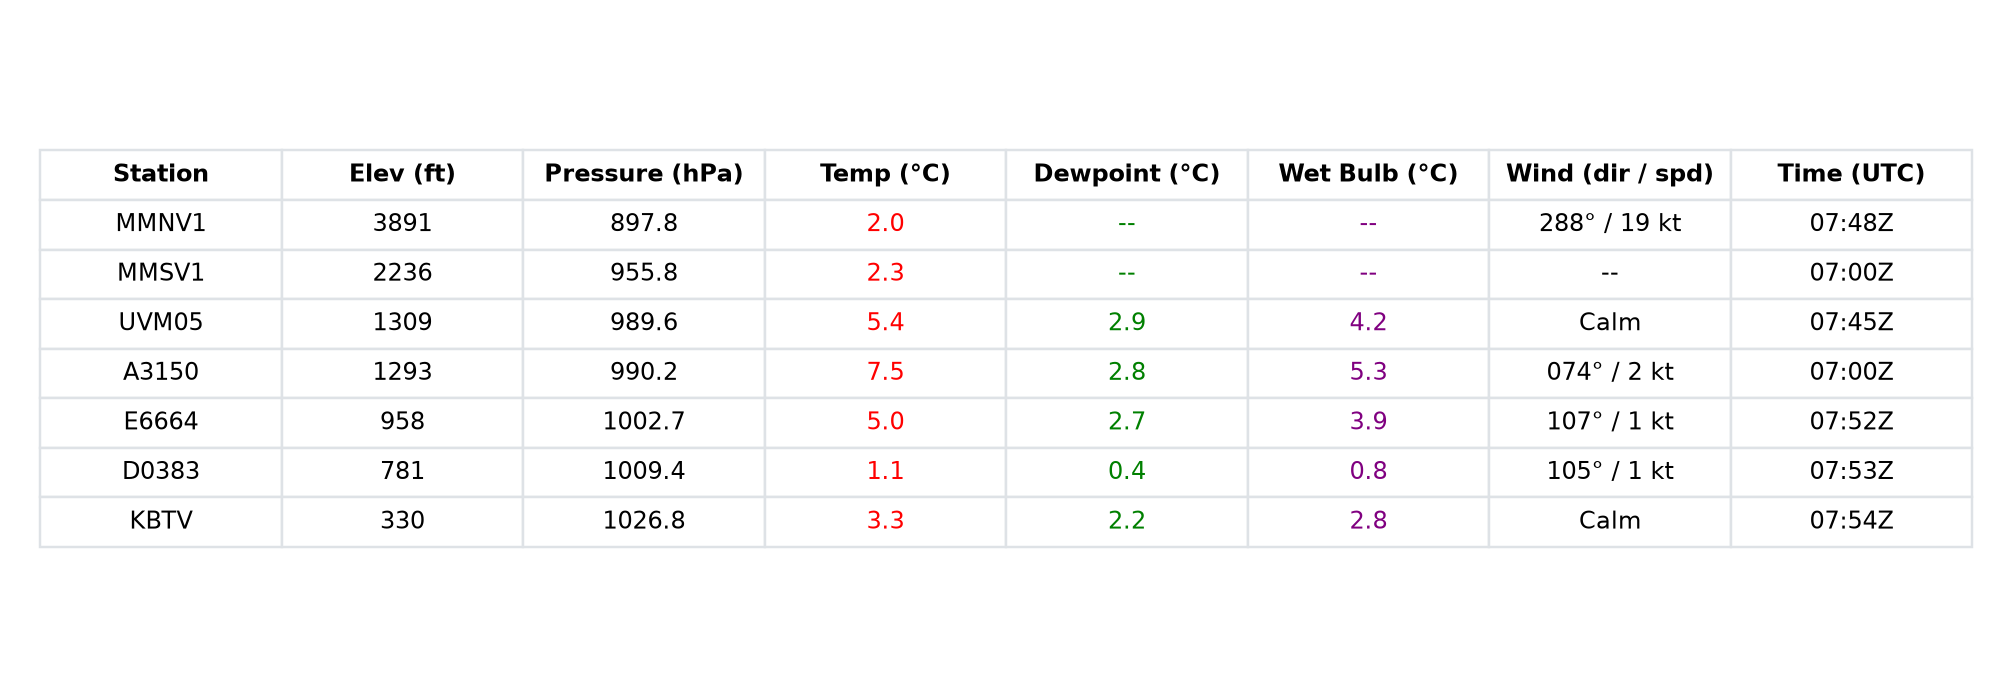 Station Elev (ft) Pressure (hPa) Temp (°C) Dewpoint (°C) Wet Bulb (°C) Wind (dir / spd) Time (UTC)
MMNV1 3891 897.8 2.0 -- -- 288° / 19 kt 07:48Z
MMSV1 2236 955.8 2.3 -- -- -- 07:00Z
UVM05 1309 989.6 5.4 2.9 4.2 Calm 07:45Z
A3150 1293 990.2 7.5 2.8 5.3 074° / 2 kt 07:00Z
E6664 958 1002.7 5.0 2.7 3.9 107° / 1 kt 07:52Z
D0383 781 1009.4 1.1 0.4 0.8 105° / 1 kt 07:53Z
KBTV 330 1026.8 3.3 2.2 2.8 Calm 07:54Z